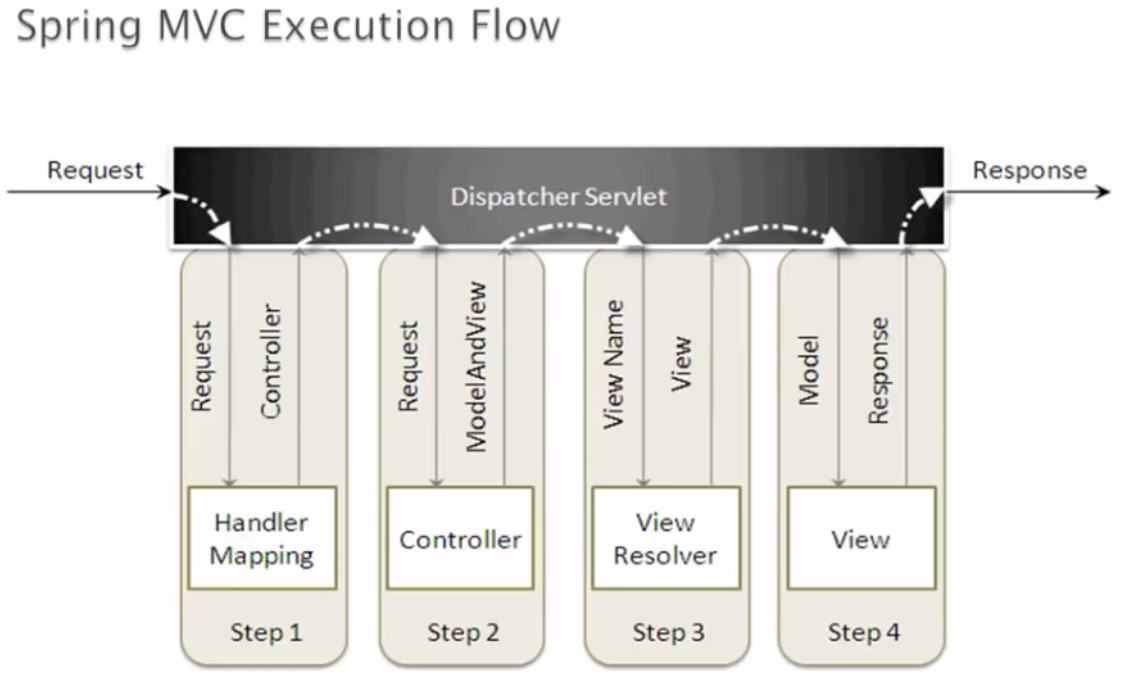 Spring MVC Execution Flow
Request
Dispatcher Servlet
Response
Request
Controller
Request
ModelAndView
View Name
View
Model
Response
Handler
Mapping
Controller
View
Resolver
View
Step 1
Step 2
Step 3
Step 4